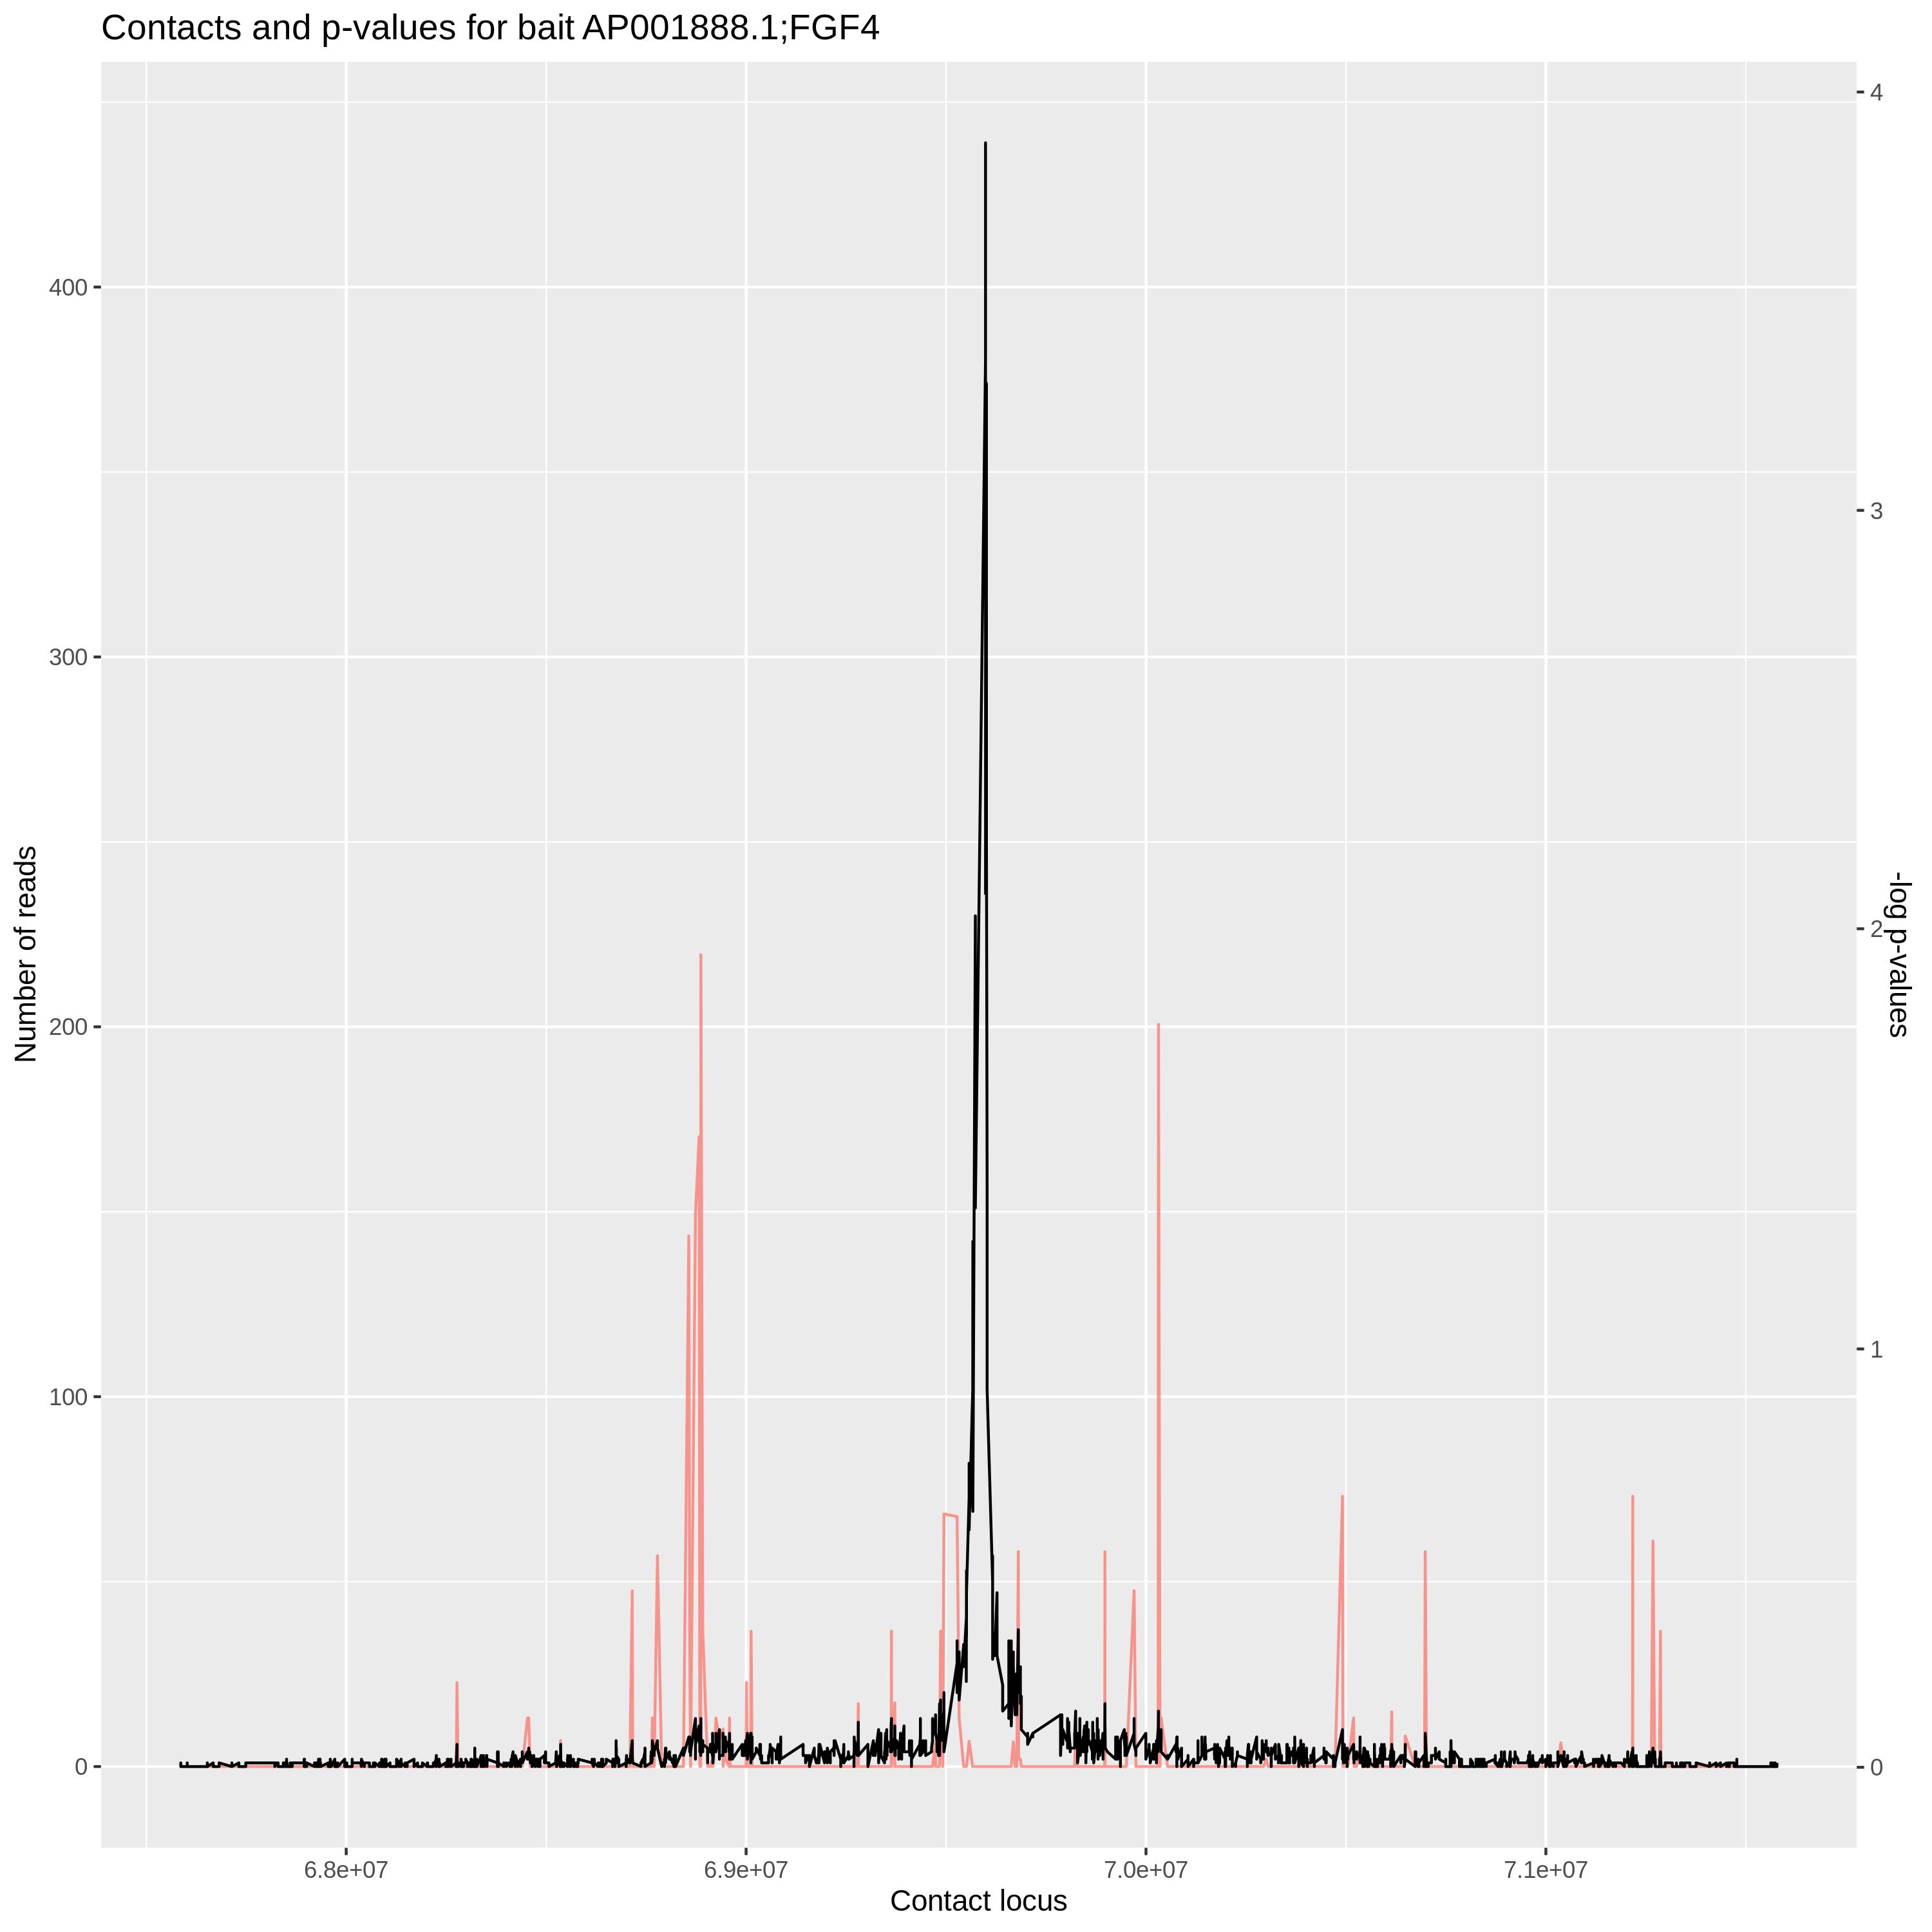 Contacts and p-values for bait AP001888.1;FGF4
Number of reads
400
300
200
100
0
4
3
2
1
0
-log p-values
6.8e+07
6.9e+07
7.0e+07
7.1e+07
Contact locus